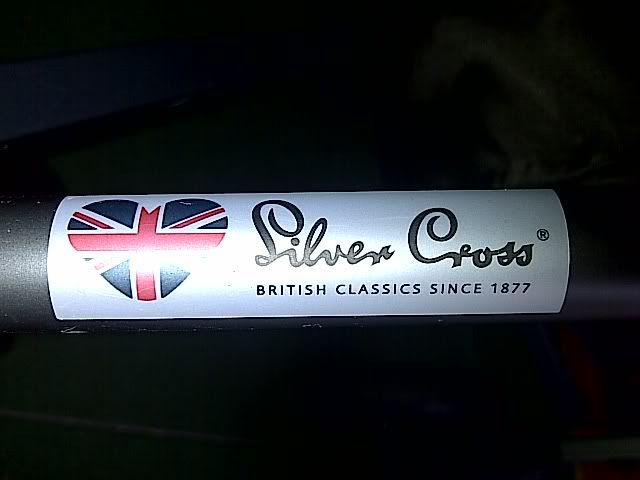 Silver Cross®
BRITISH CLASSICS SINCE 1877